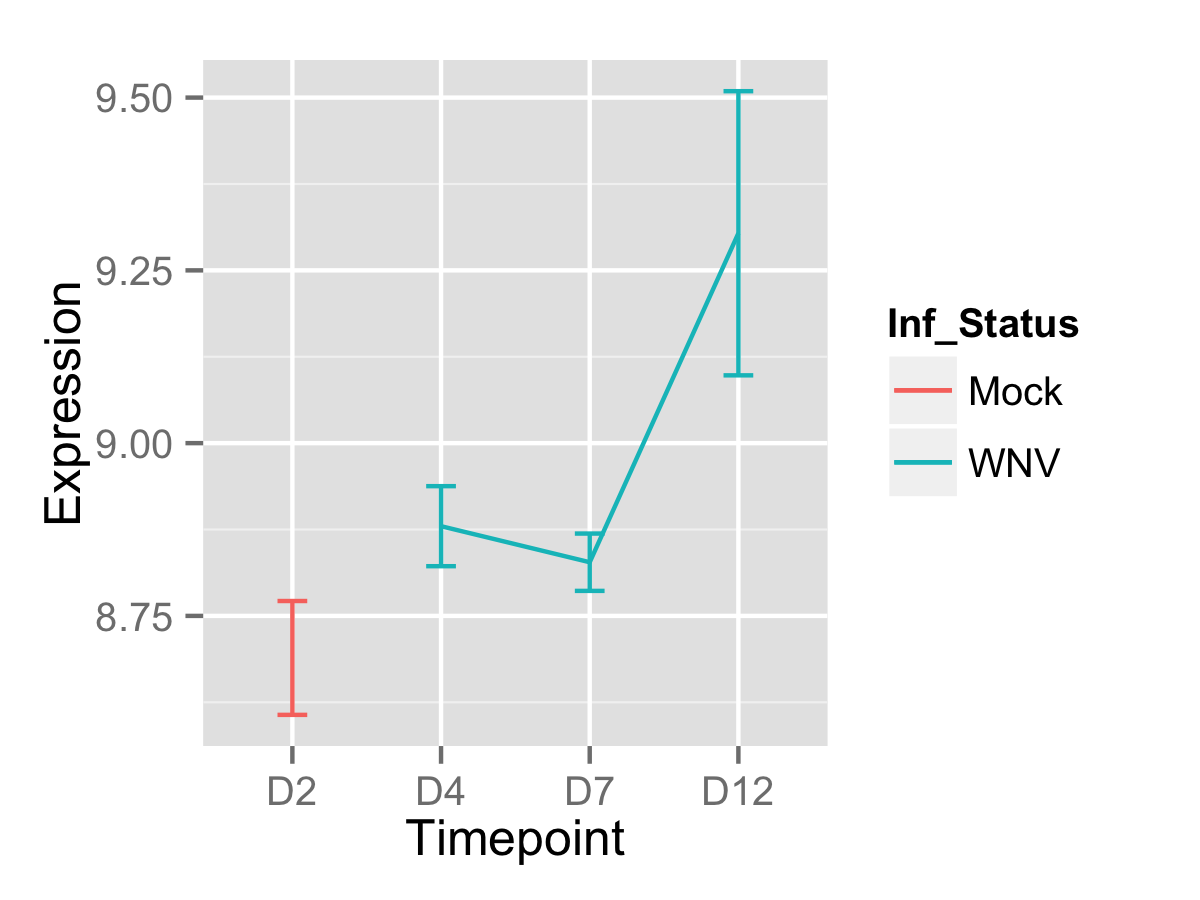 9.50
9.25
9.00
8.75
Expression
D2 D4 D7 D12
Timepoint
Inf_Status
Mock
WNV